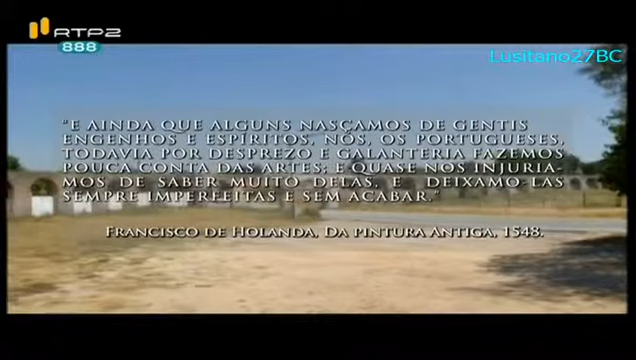 RTP2
888
Lusitano27BC
"E AINDA QUE ALGUNS NASÇAMOS DE GENTIS
ENGENHOS E ESPÍRITOS, NÓS, OS PORTUGUESES,
TODAVIA POR DESPREZO E GALANTERIA FAZEMOS
POUCA CONTA DAS ARTES; E QUASE NOS INJURIA-
MOS DE SABER MUITO DELAS, E DEIXAMO-LAS
SEMPRE IMPERFEITAS E SEM ACABAR."
FRANCISCO DE HOLANDA, DA PINTURA ANTIGA, 1548.